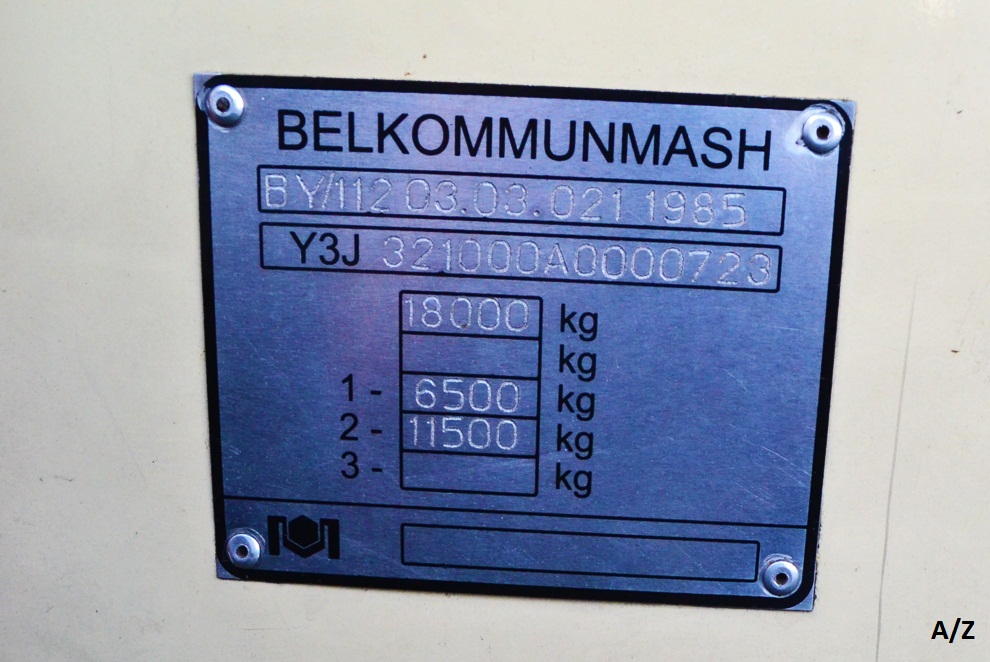 BELKOMMUNMASH
BY/112 03.03.021 1985
Y3J 321000A0000723
18000 kg
kg
1 - 6500 kg
2 - 11500 kg
3 - kg
A/Z